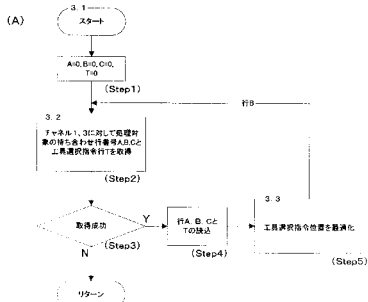 (A)
3. 1
スタート
A=0, B=0, C=0,
T=0
(Step1)
行B
3. 2
チャネル1、3に対して処理対
象の待ち合わせ行番号A,B,Cと
工具選択指令行Tを取得
(Step2)
取得成功
Y
(Step3)
N
行A, B, Cと
Tの読込
(Step4)
3. 3
工具選択指令位置を最適化
(Step5)
リターン